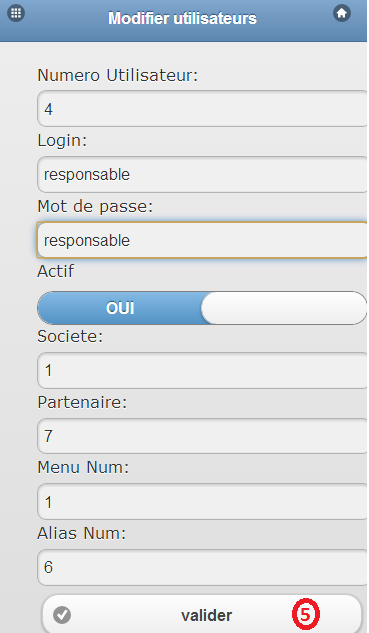 Modifier utilisateurs
Numero Utilisateur:
4
Login:
responsable
Mot de passe:
responsable
Actif
OUI
Societe:
1
Partenaire:
7
Menu Num:
1
Alias Num:
6
valider 5